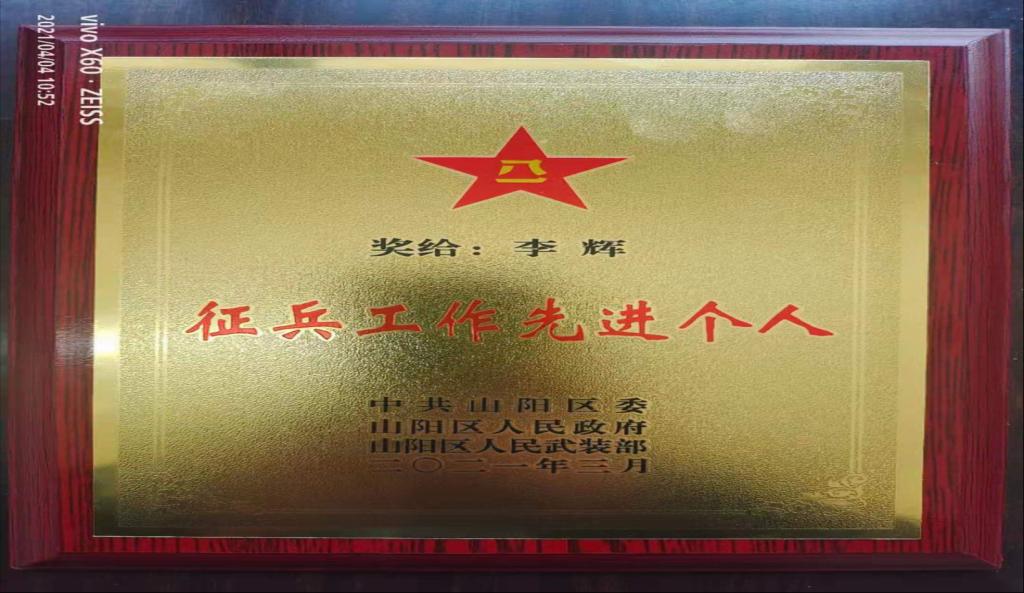 八一
奖给：李辉
征兵工作先进个人
中共山阳区委
山阳区人民政府
山阳区人民武装部
二〇二一年三月
vivo X60 · ZEISS
2021/04/04 10:52